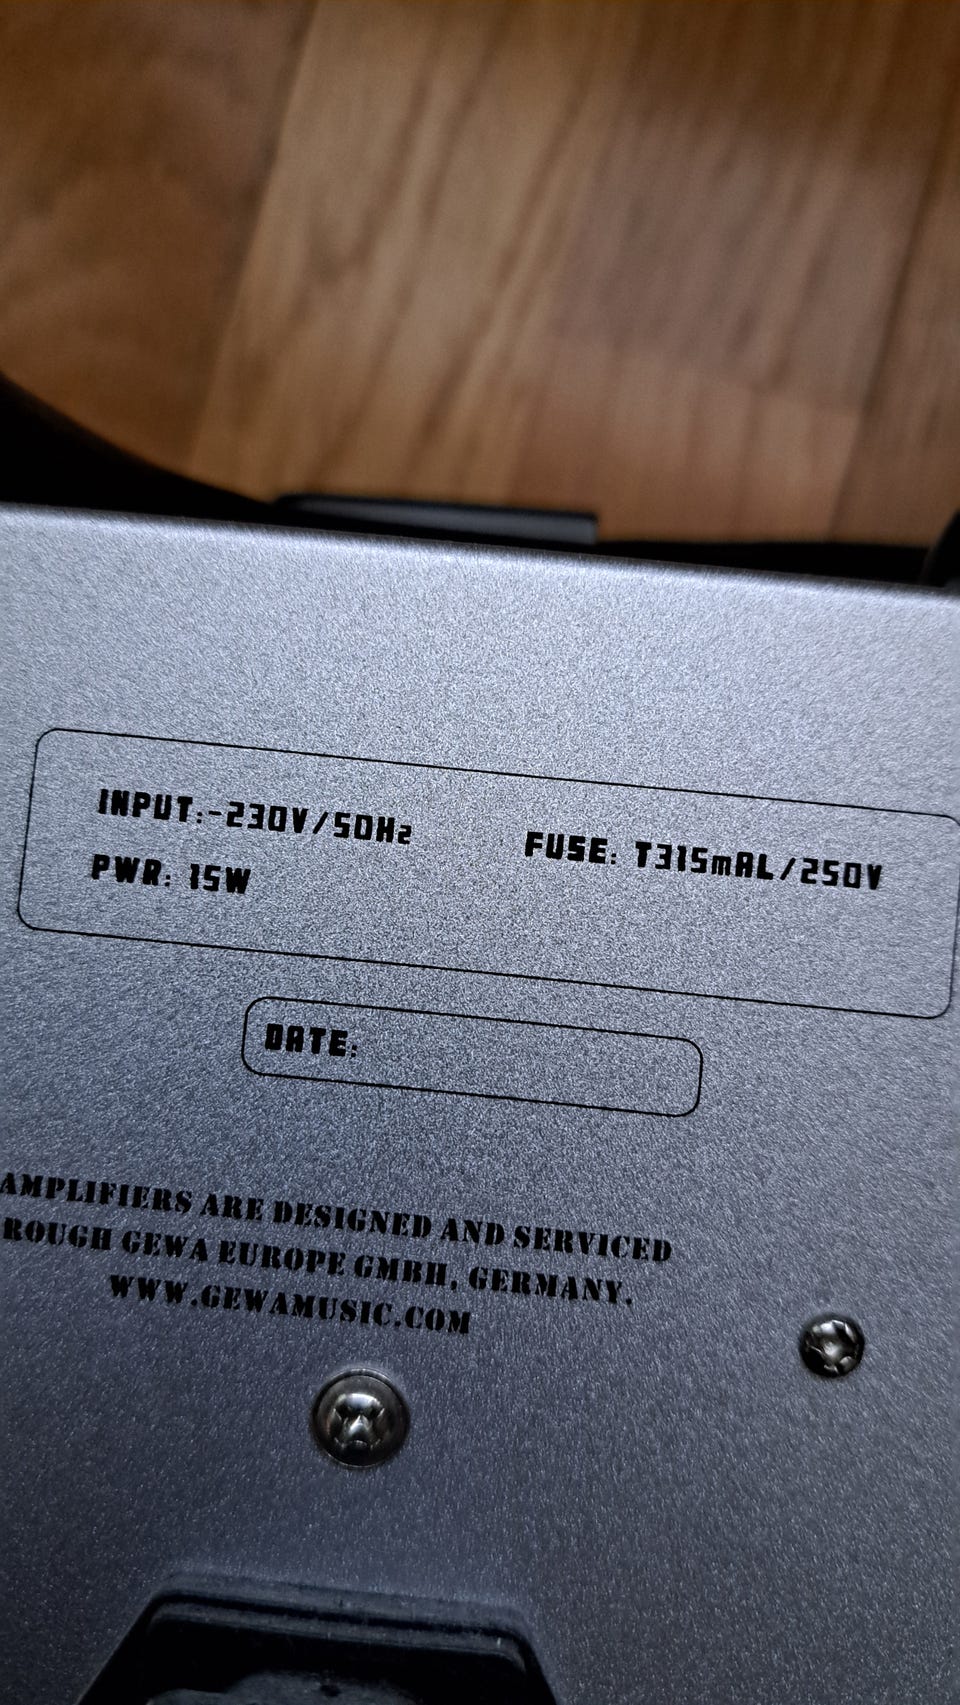 INPUT:~230V/50Hz FUSE: T315mAL/250V
PWR: 15W
DATE:
AMPLIFIERS ARE DESIGNED AND SERVICED
ROUGH GEWA EUROPE GMBH, GERMANY.
WWW.GEWAMUSIC.COM